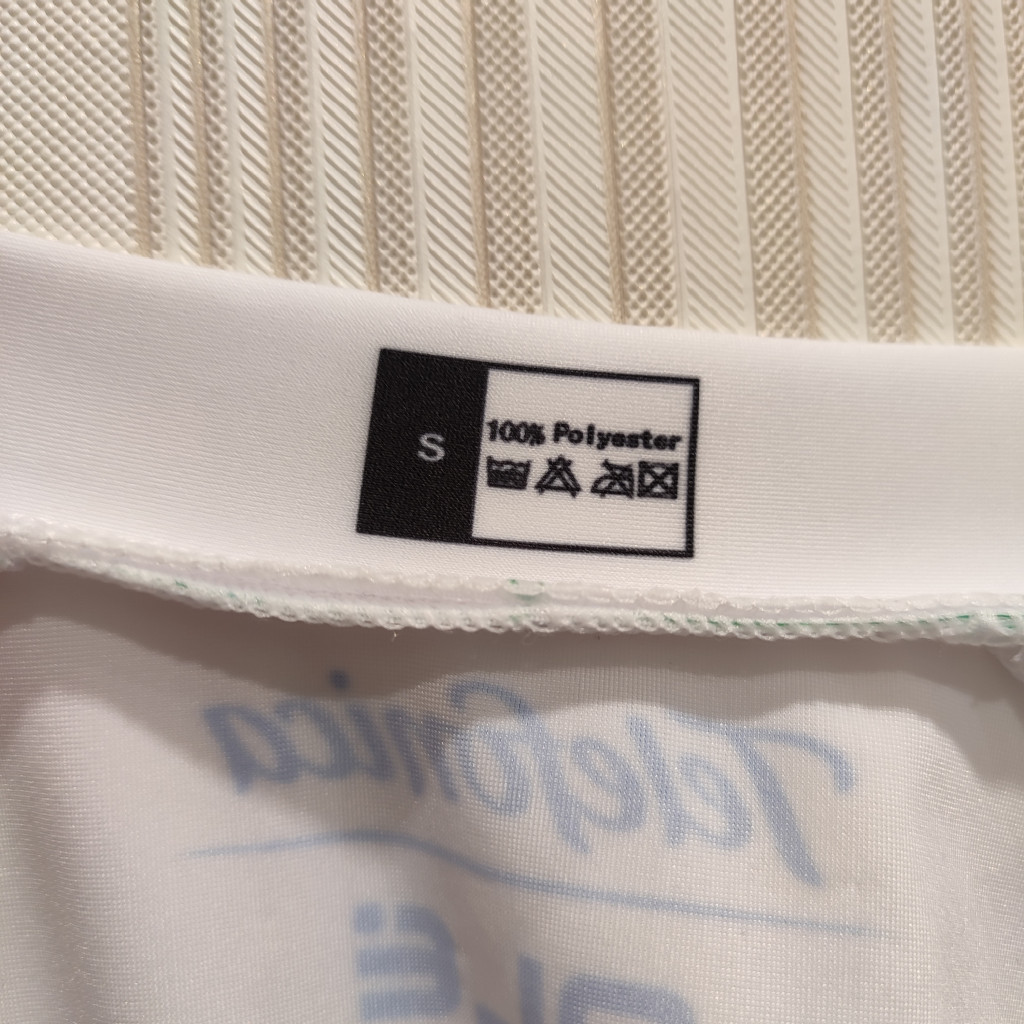 S
100% Polyester
Telefónica